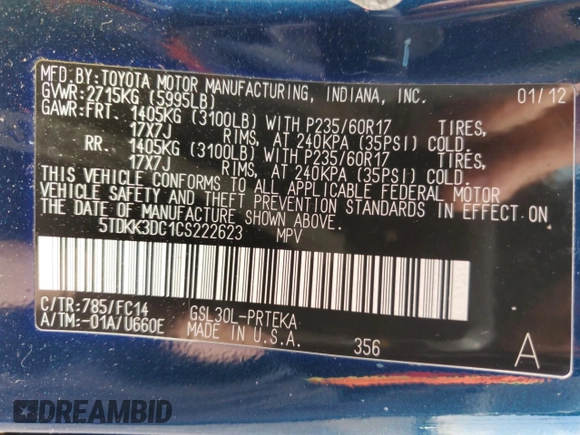 MFD.BY:TOYOTA MOTOR MANUFACTURING, INDIANA, INC. 01/12
GVWR:2715KG (5995LB)
GAWR:FRT. 1405KG (3100LB) WITH P235/60R17 TIRES,
17X7J RIMS, AT 240KPA (35PSI) COLD.
RR. 1405KG (3100LB) WITH P235/60R17 TIRES,
17X7J RIMS, AT 240KPA (35PSI) COLD.
THIS VEHICLE CONFORMS TO ALL APPLICABLE FEDERAL MOTOR
VEHICLE SAFETY AND THEFT PREVENTION STANDARDS IN EFFECT ON
THE DATE OF MANUFACTURE SHOWN ABOVE.
5TDKK3DC1CS222623 MPV
C/TR:785/FC14 GSL30L-PRTEKA
A/TM:-01A/U660E MADE IN U.S.A. 356 A
DREAMBID